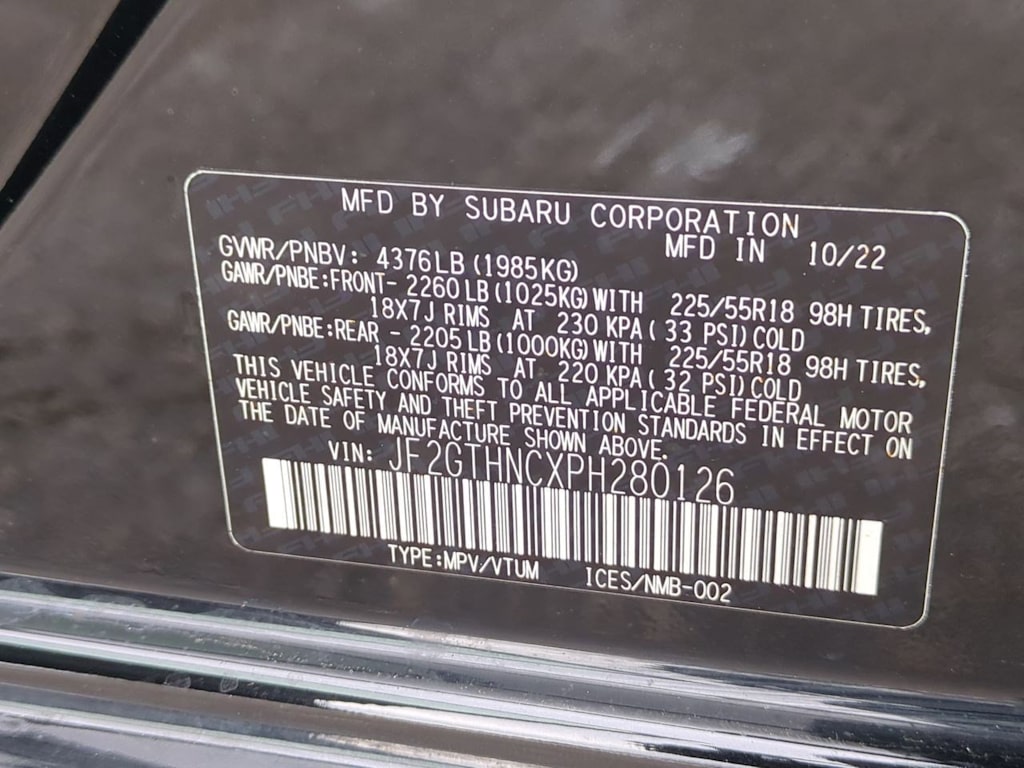 MFD BY SUBARU CORPORATION
MFD IN 10/22
GVWR/PNBV: 4376LB (1985KG)
GAWR/PNBE:FRONT- 2260LB (1025KG) WITH 225/55R18 98H TIRES,
18X7J RIMS AT 230 KPA ( 33 PSI) COLD
GAWR/PNBE:REAR - 2205LB (1000KG) WITH 225/55R18 98H TIRES,
18X7J RIMS AT 220 KPA ( 32 PSI) COLD
THIS VEHICLE CONFORMS TO ALL APPLICABLE FEDERAL MOTOR
VEHICLE SAFETY AND THEFT PREVENTION STANDARDS IN EFFECT ON
THE DATE OF MANUFACTURE SHOWN ABOVE.
VIN: JF2GTHNCXPH280126
TYPE:MPV/VTUM ICES/NMB-002